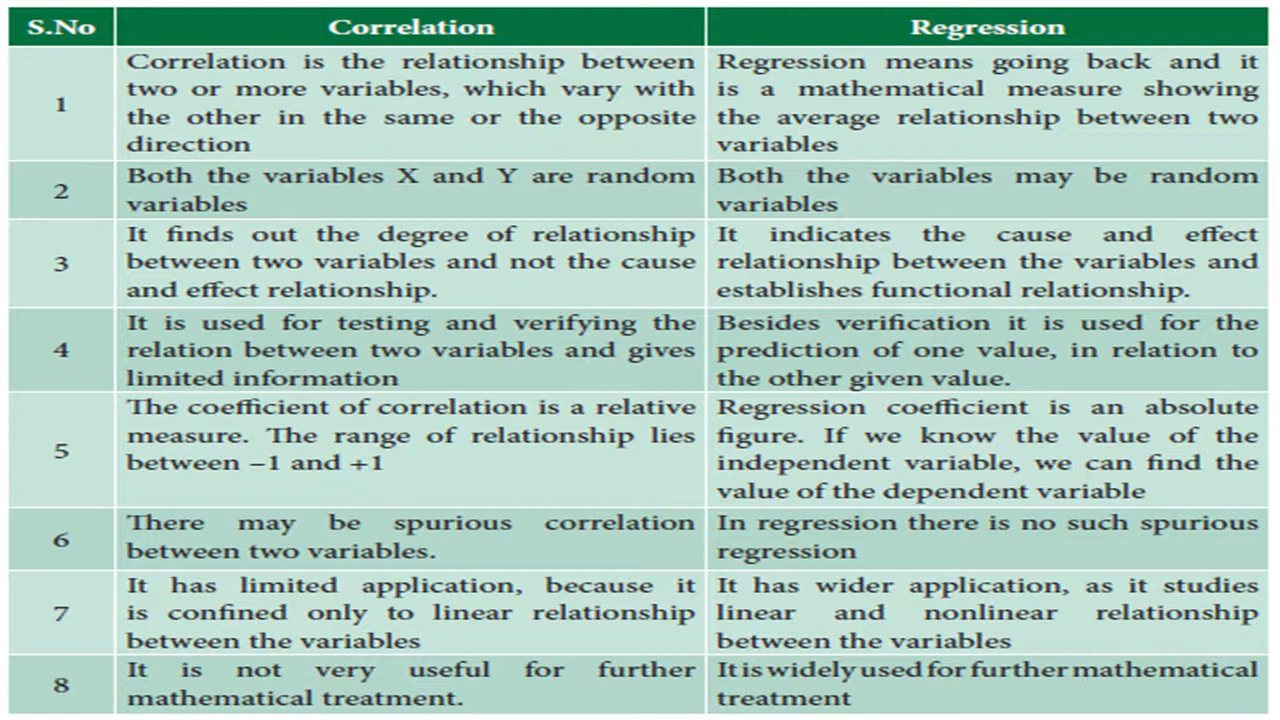 S.No Correlation Regression
1
Correlation is the relationship between
two or more variables, which vary with
the other in the same or the opposite
direction
Regression means going back and it
is a mathematical measure showing
the average relationship between two
variables
2
Both the variables X and Y are random
variables
Both the variables may be random
variables
3
It finds out the degree of relationship
between two variables and not the cause
and effect relationship.
It indicates the cause and effect
relationship between the variables and
establishes functional relationship.
4
It is used for testing and verifying the
relation between two variables and gives
limited information
Besides verification it is used for the
prediction of one value, in relation to
the other given value.
5
The coefficient of correlation is a relative
measure. The range of relationship lies
between –1 and +1
Regression coefficient is an absolute
figure. If we know the value of the
independent variable, we can find the
value of the dependent variable
6
There may be spurious correlation
between two variables.
In regression there is no such spurious
regression
7
It has limited application, because it
is confined only to linear relationship
between the variables
It has wider application, as it studies
linear and nonlinear relationship
between the variables
8
It is not very useful for further
mathematical treatment.
It is widely used for further mathematical
treatment